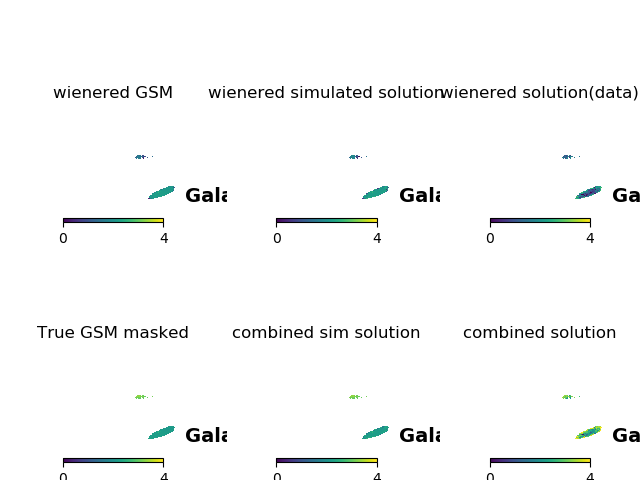 wienered GSM wienered simulated solution wienered solution(data)
Gala Gala Ga
0 4 0 4 0 4
True GSM masked combined sim solution combined solution
Gala Gala Ga
0 4 0 4 0 4